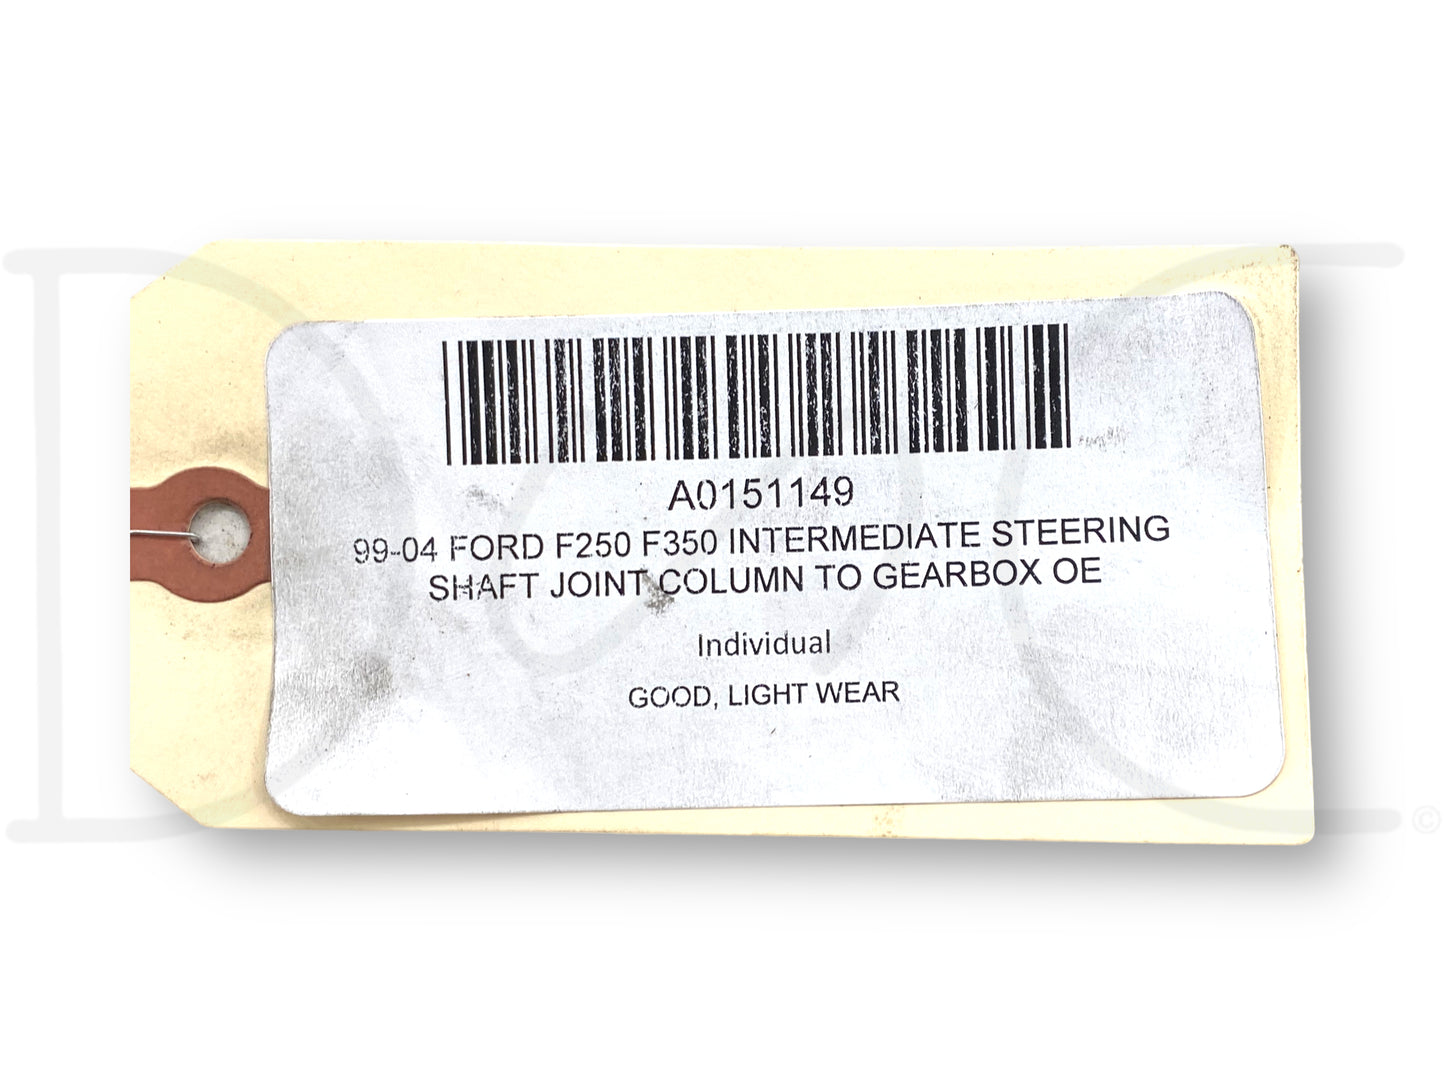 A0151149
99-04 FORD F250 F350 INTERMEDIATE STEERING
SHAFT JOINT COLUMN TO GEARBOX OE
Individual
GOOD, LIGHT WEAR
©